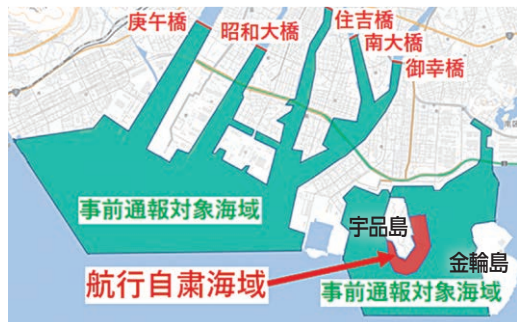 庚午橋
昭和大橋
住吉橋
南大橋
御幸橋
事前通報対象海域
宇品島
金輪島
航行自粛海域
事前通報対象海域